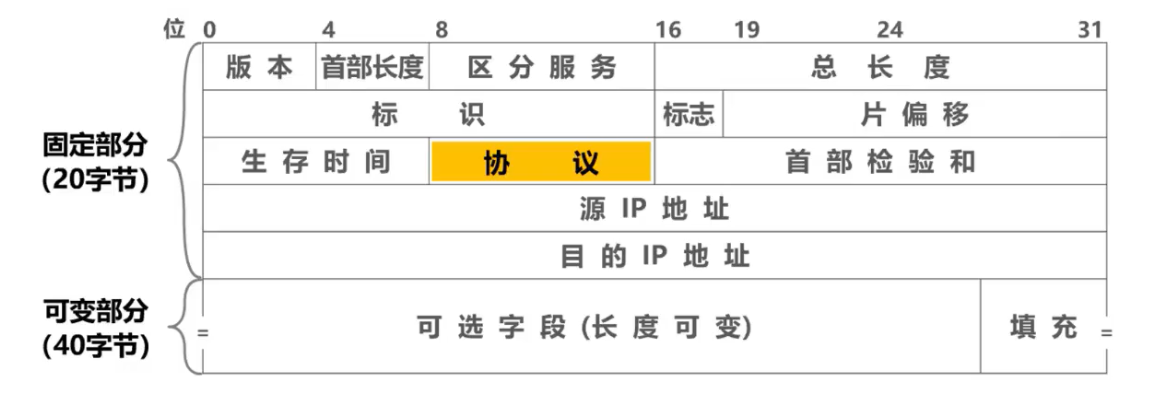 位 0 4 8 16 19 24 31
版 本 首部长度 区 分 服 务 总 长 度
标 识 标志 片 偏 移
固定部分
(20字节)
生 存 时 间 协 议 首 部 检 验 和
源 IP 地 址
目 的 IP 地 址
可变部分
(40字节)
= 可 选 字 段 (长 度 可 变) 填 充 =